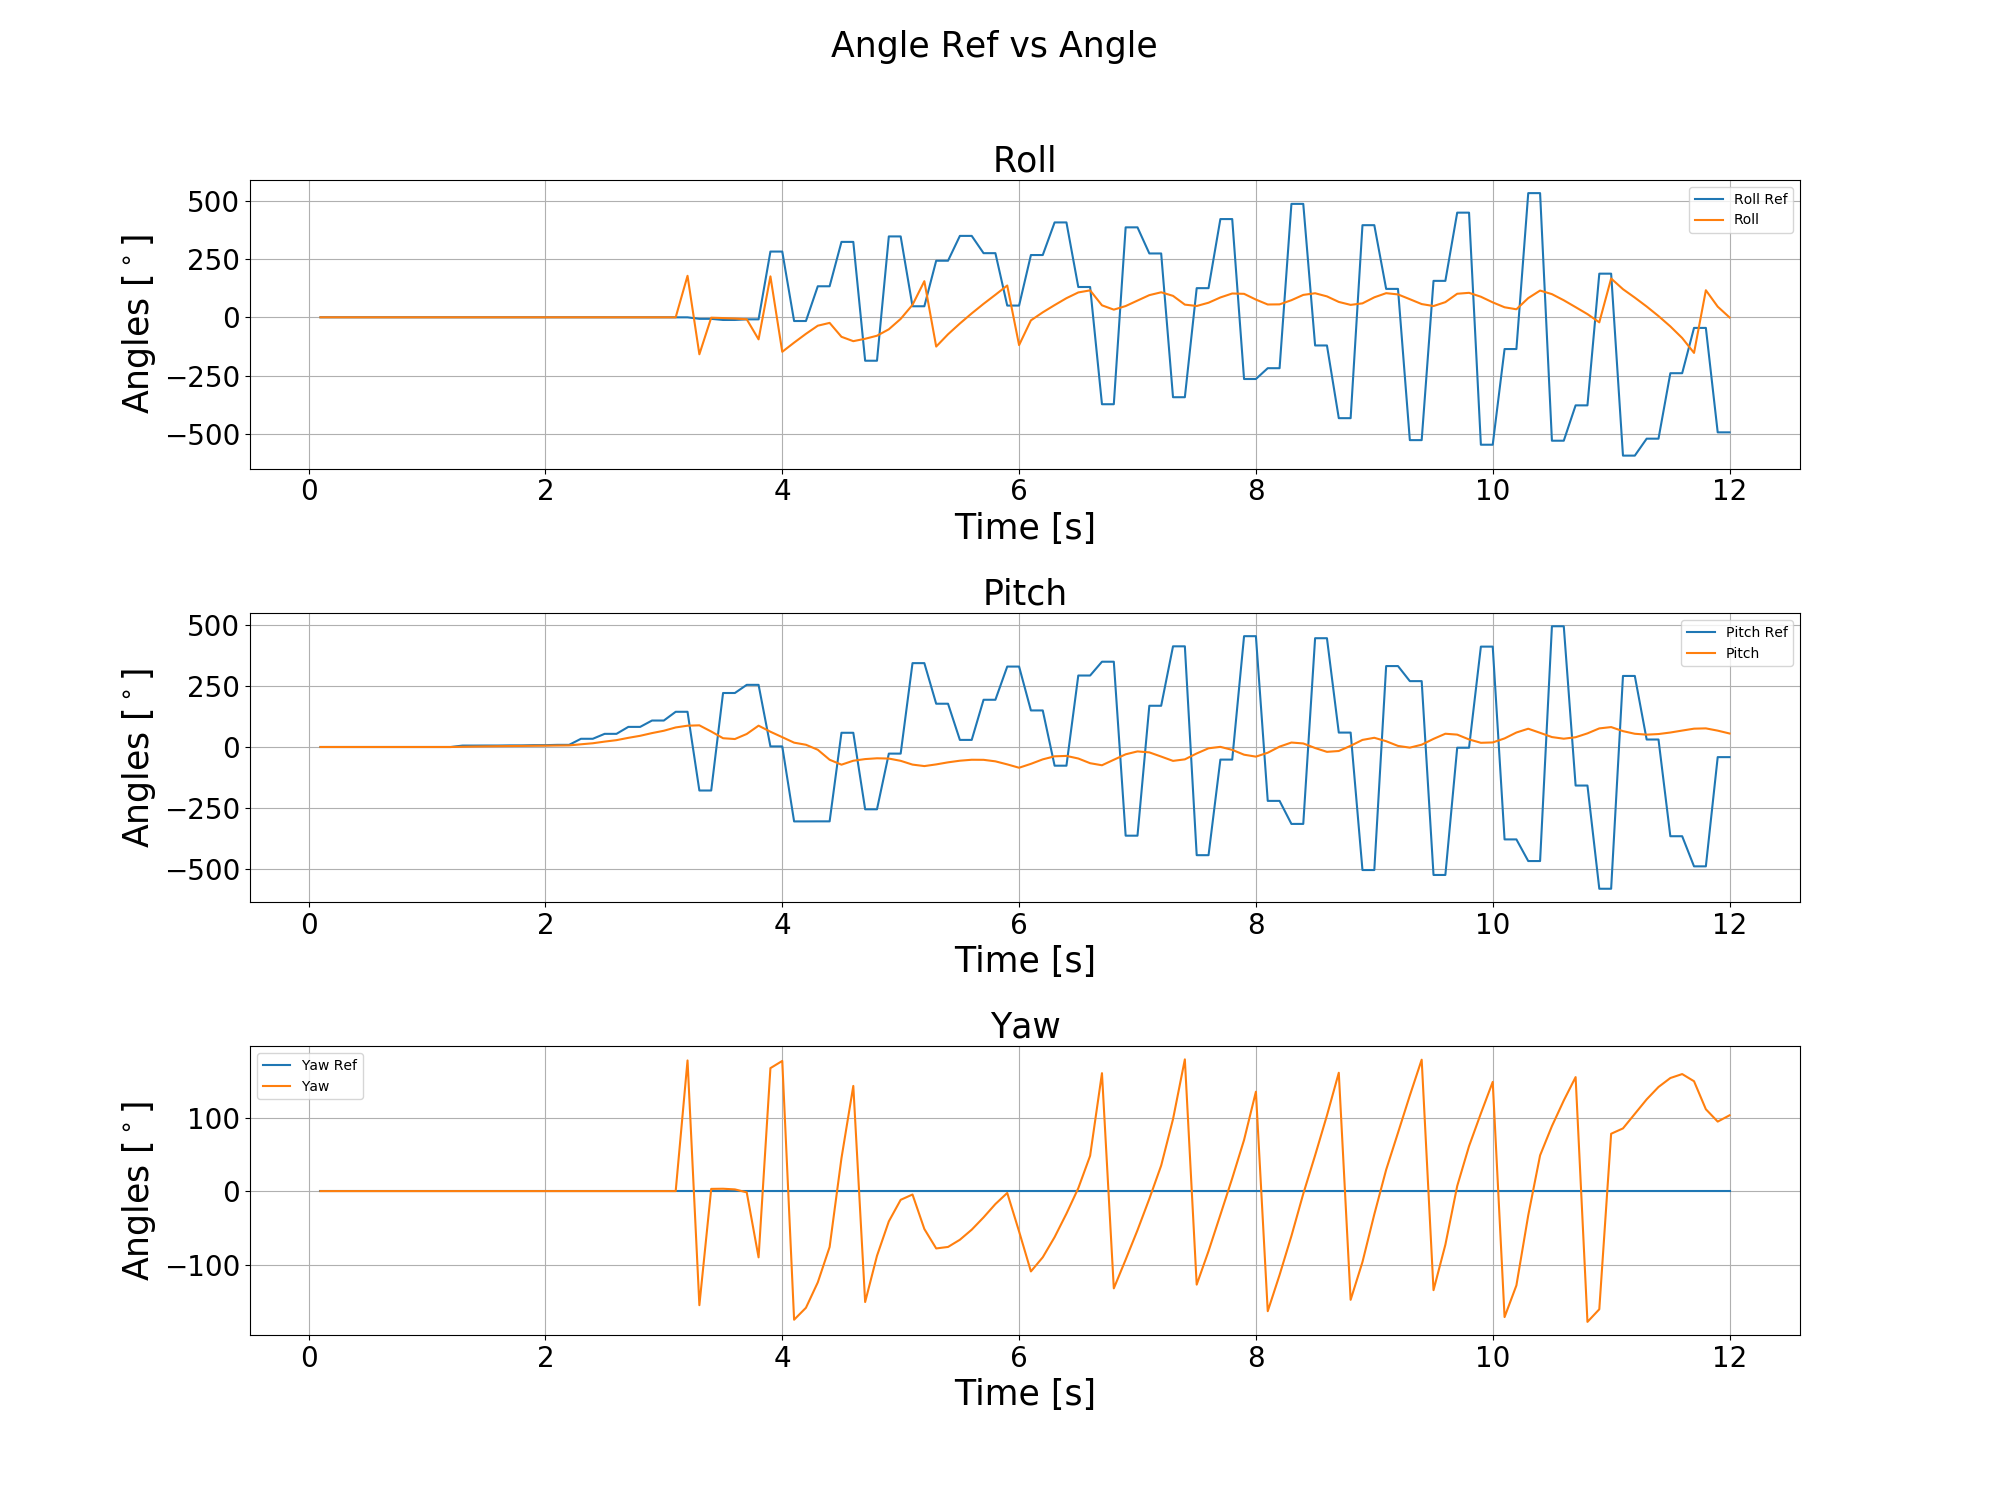 Angle Ref vs Angle
Roll
Angles [ ° ]
500
250
0
−250
−500
Roll Ref
Roll
0 2 4 6 8 10 12
Time [s]
Pitch
Angles [ ° ]
500
250
0
−250
−500
Pitch Ref
Pitch
0 2 4 6 8 10 12
Time [s]
Yaw
Angles [ ° ]
100
0
−100
Yaw Ref
Yaw
0 2 4 6 8 10 12
Time [s]